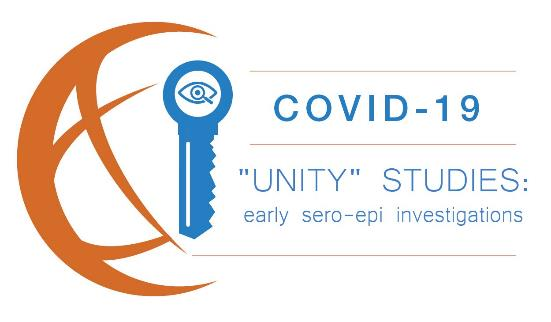 COVID-19
"UNITY" STUDIES:
early sero-epi investigations